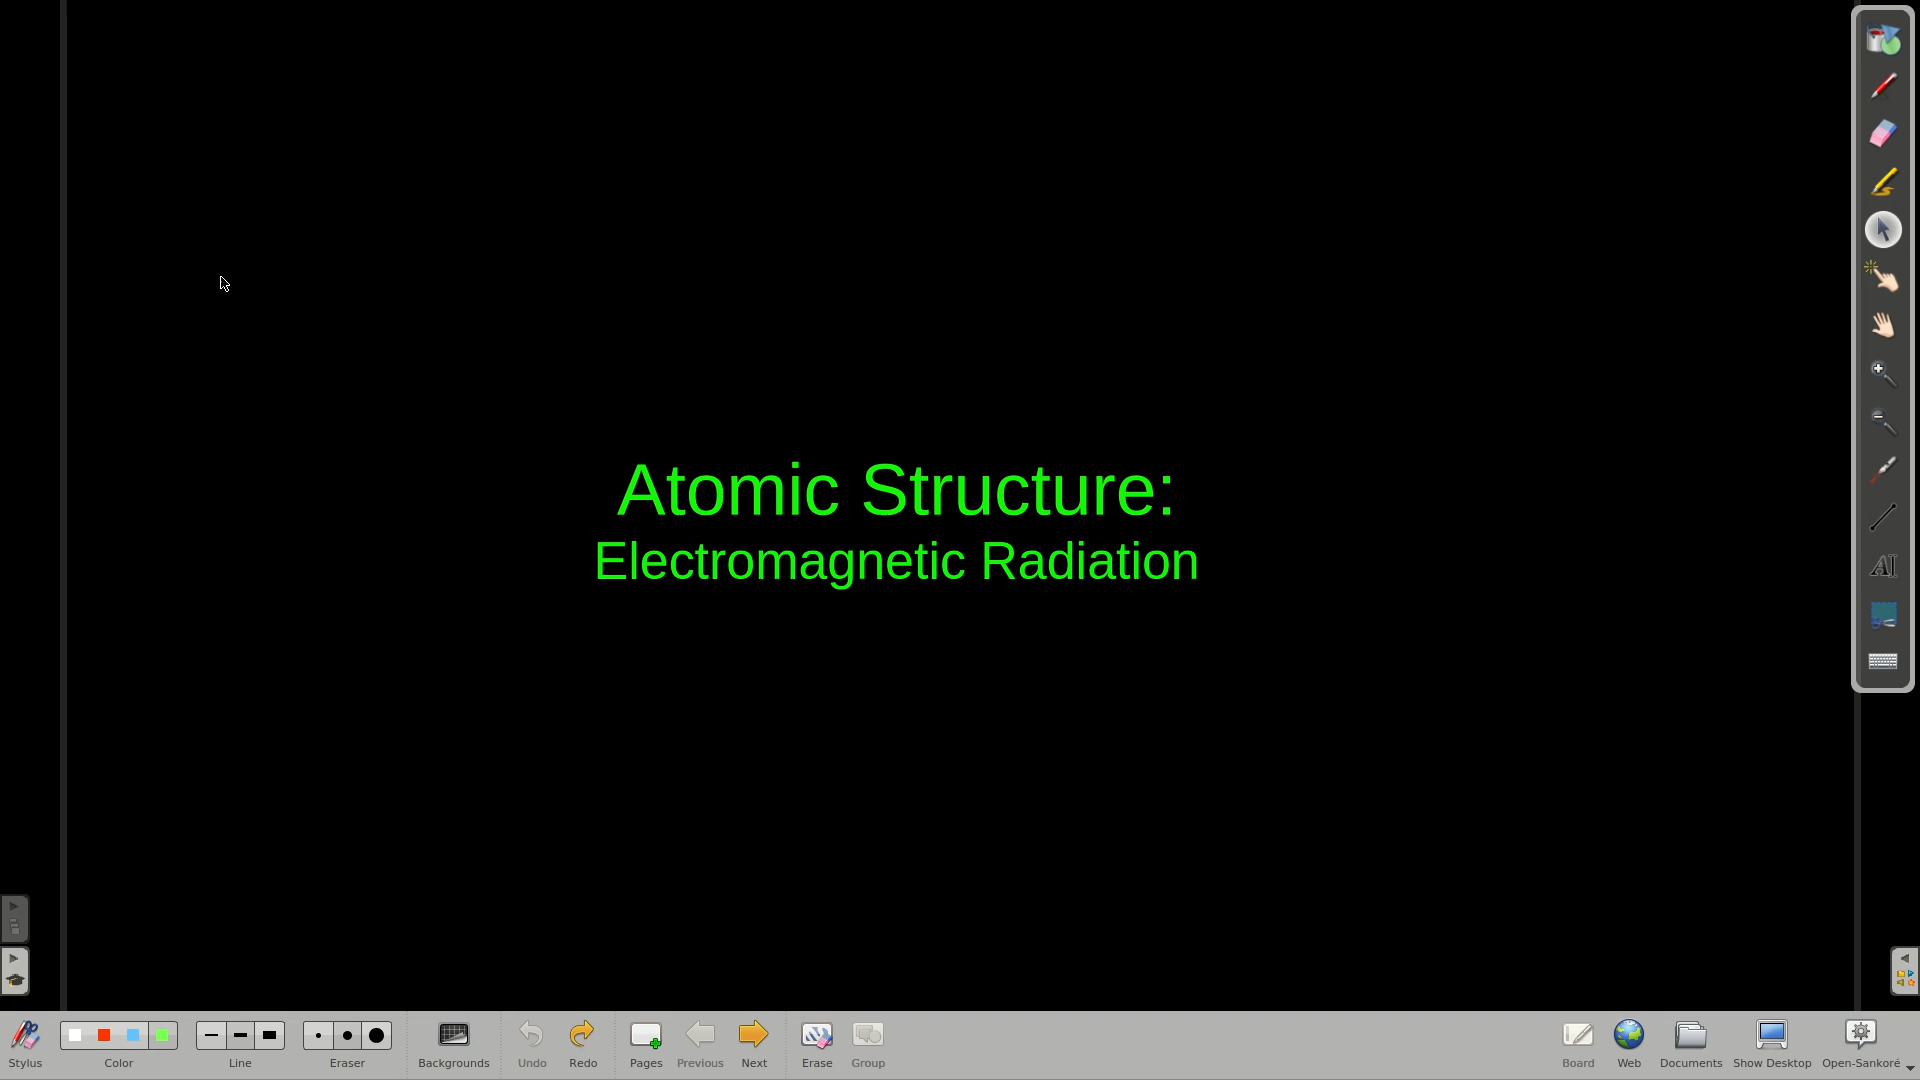 Atomic Structure:
Electromagnetic Radiation
Stylus
Color
Line
Eraser
Backgrounds
Undo
Redo
Pages
Previous
Next
Erase
Group
Board
Web
Documents
Show Desktop
Open-Sankoré